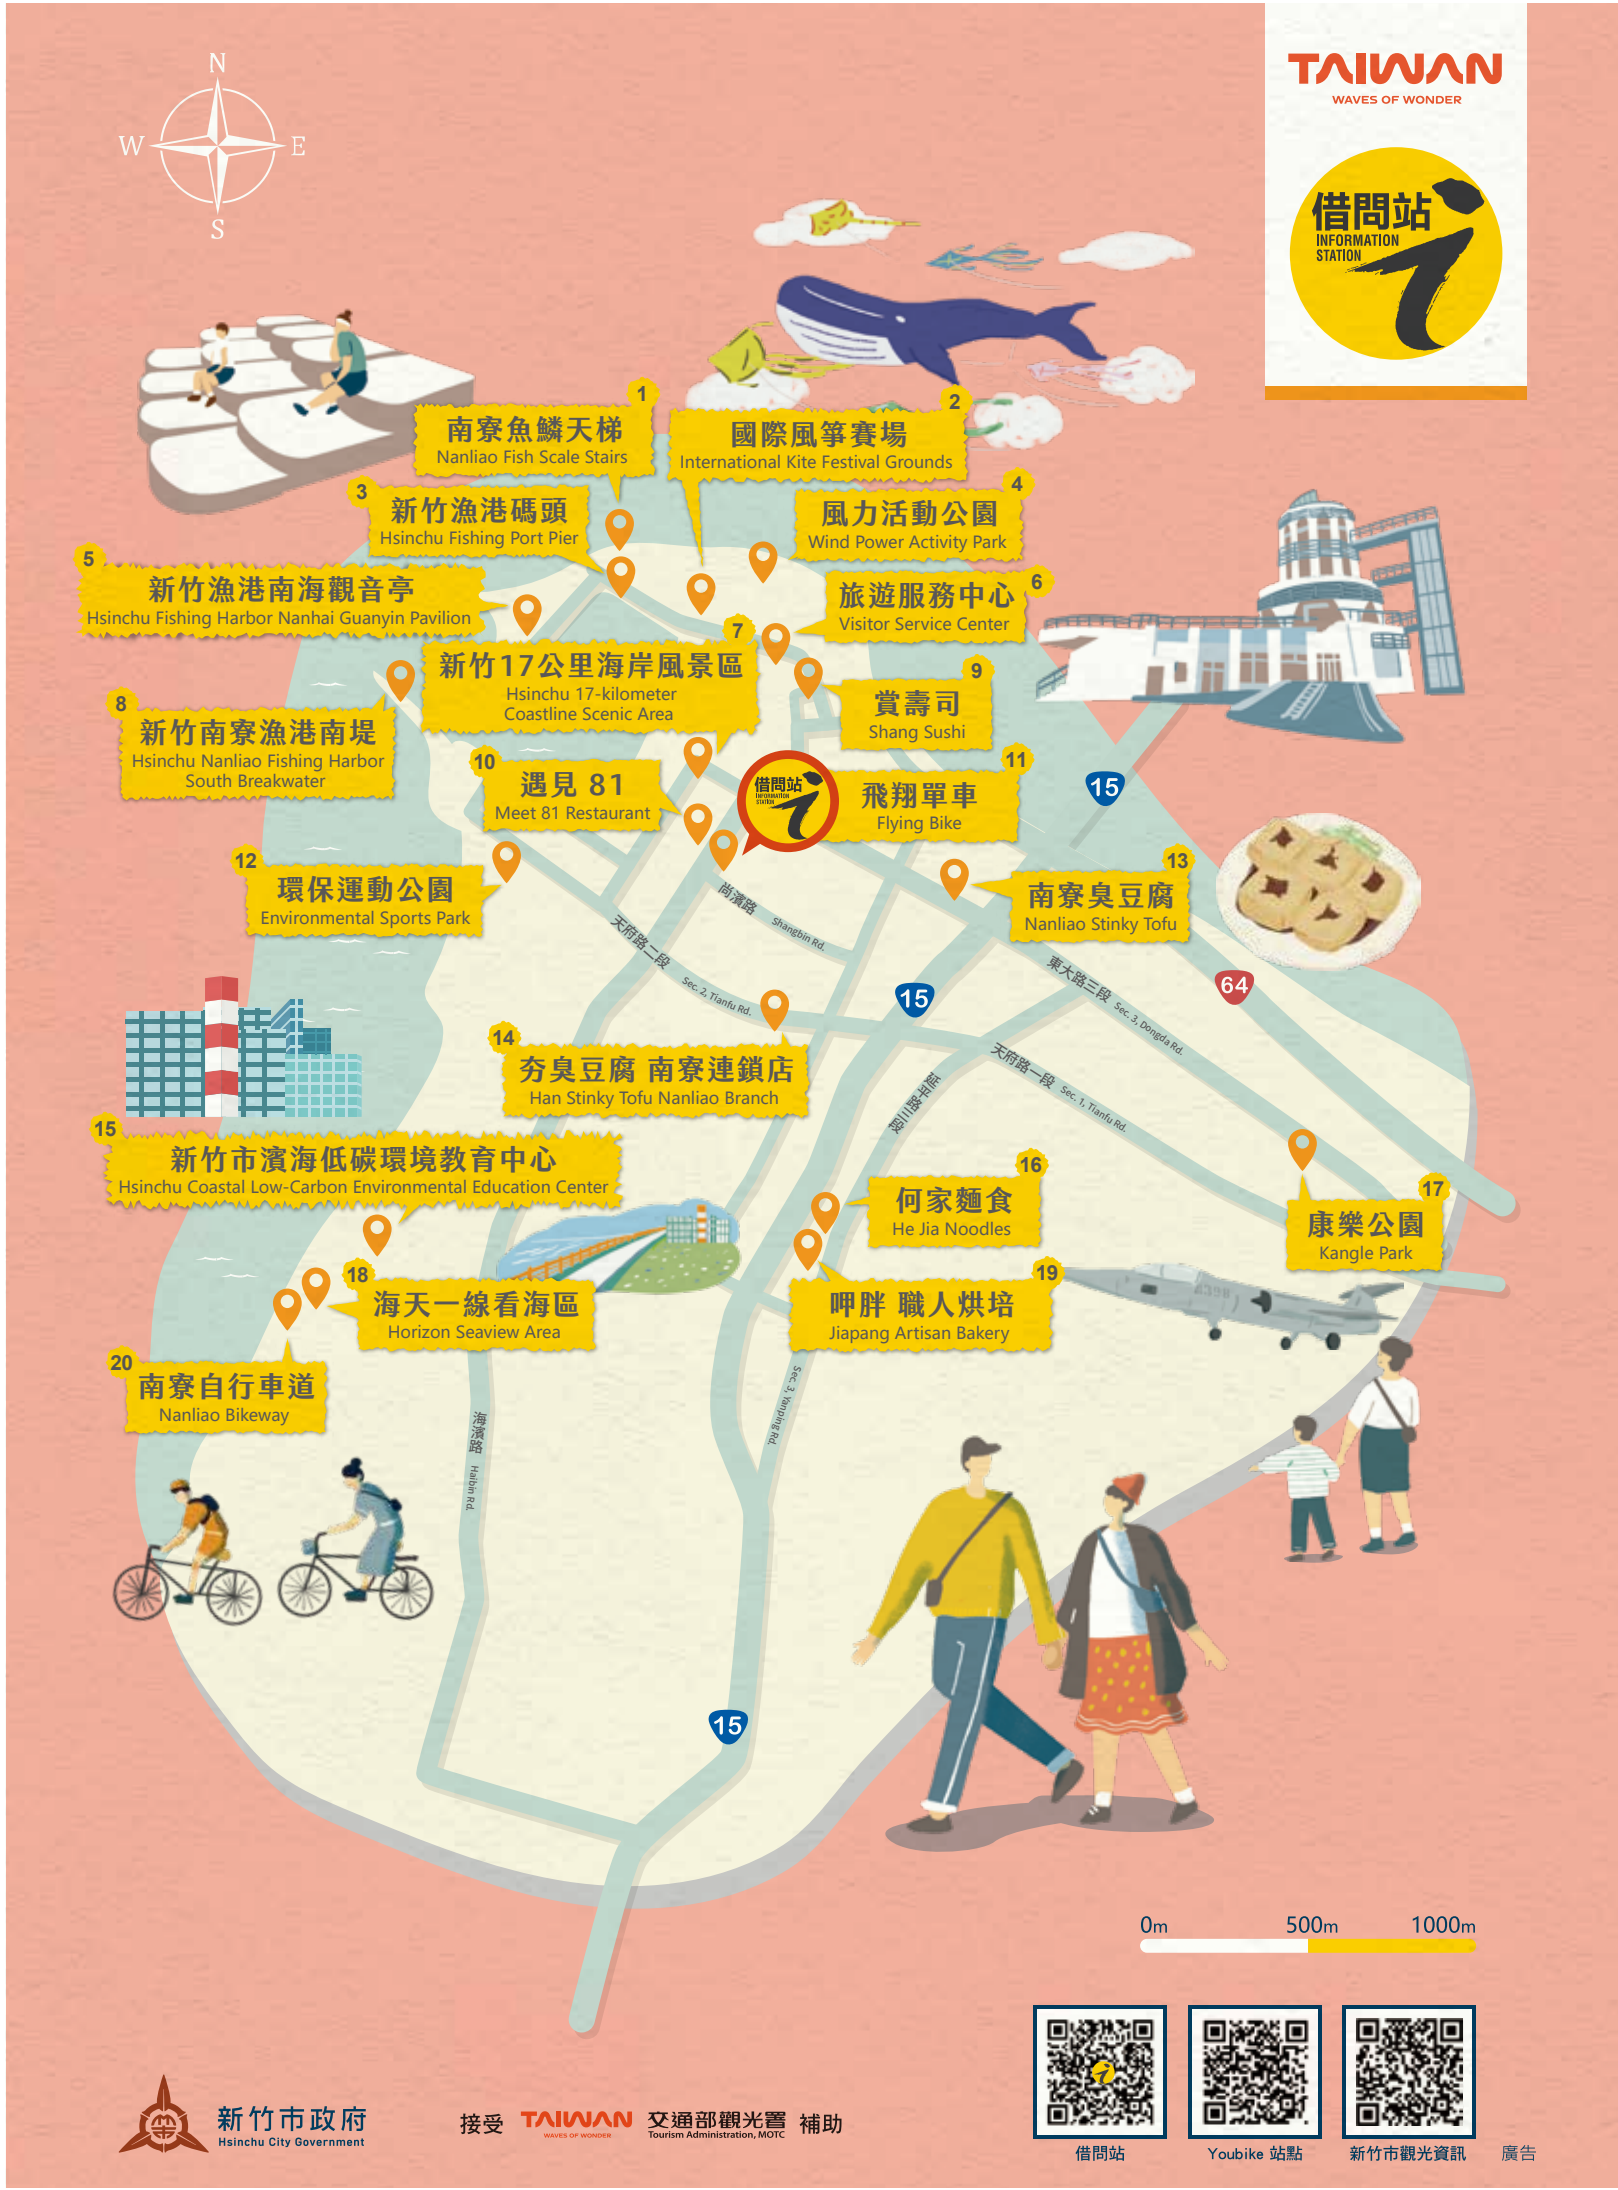 N
W
E
S
TAIWAN
WAVES OF WONDER
借問站
INFORMATION
STATION
1
南寮魚鱗天梯
Nanliao Fish Scale Stairs
2
國際風箏賽場
International Kite Festival Grounds
3
新竹漁港碼頭
Hsinchu Fishing Port Pier
4
風力活動公園
Wind Power Activity Park
5
新竹漁港南海觀音亭
Hsinchu Fishing Harbor Nanhai Guanyin Pavilion
6
旅遊服務中心
Visitor Service Center
7
新竹17公里海岸風景區
Hsinchu 17-kilometer
Coastline Scenic Area
8
新竹南寮漁港南堤
Hsinchu Nanliao Fishing Harbor
South Breakwater
9
賞壽司
Shang Sushi
10
遇見 81
Meet 81 Restaurant
借問站
INFORMATION
STATION
11
飛翔單車
Flying Bike
15
12
環保運動公園
Environmental Sports Park
13
南寮臭豆腐
Nanliao Stinky Tofu
尚濱路 Shangbin Rd.
天府路二段 Sec. 2, Tianfu Rd.
15
東大路三段 Sec. 3, Dongda Rd.
64
14
夯臭豆腐 南寮連鎖店
Han Stinky Tofu Nanliao Branch
天府路一段 Sec. 1, Tianfu Rd.
延平路三段
15
新竹市濱海低碳環境教育中心
Hsinchu Coastal Low-Carbon Environmental Education Center
16
何家麵食
He Jia Noodles
17
康樂公園
Kangle Park
18
海天一線看海區
Horizon Seaview Area
19
呷胖 職人烘培
Jiapang Artisan Bakery
20
南寮自行車道
Nanliao Bikeway
Sec. 3, Yanping Rd.
海濱路 Haibin Rd.
15
0m 500m 1000m
新竹市政府
Hsinchu City Government
接受 TAIWAN 交通部觀光署 補助
WAVES OF WONDER
Tourism Administration, MOTC
借問站
Youbike 站點
新竹市觀光資訊
廣告